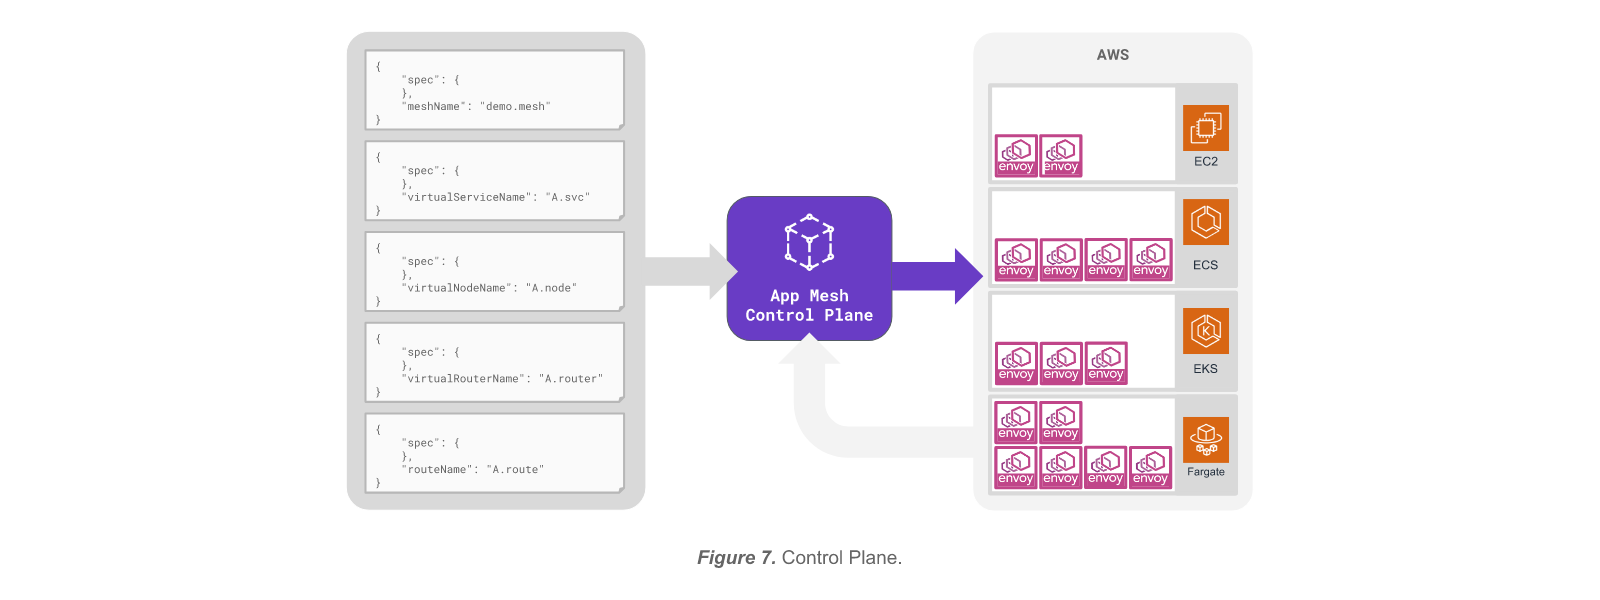 {
"spec": {
},
"meshName": "demo.mesh"
}
{
"spec": {
},
"virtualServiceName": "A.svc"
}
{
"spec": {
},
"virtualNodeName": "A.node"
}
{
"spec": {
},
"virtualRouterName": "A.router"
}
{
"spec": {
},
"routeName": "A.route"
}
App Mesh
Control Plane
AWS
envoy envoy
EC2
envoy envoy envoy envoy
ECS
envoy envoy envoy
EKS
envoy envoy
envoy envoy envoy envoy
Fargate
Figure 7. Control Plane.